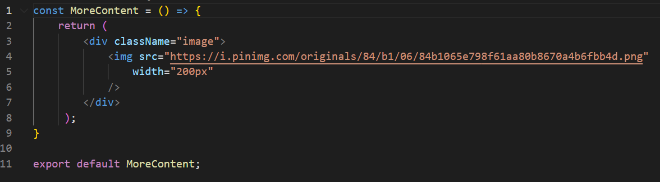 1 const MoreContent = () => {
2 return (
3 <div className="image">
4 <img src="https://i.pinimg.com/originals/84/b1/06/84b1065e798f61aa80b8670a4b6fbb4d.png"
5 width="200px"
6 />
7 </div>
8 );
9 }
10
11 export default MoreContent;